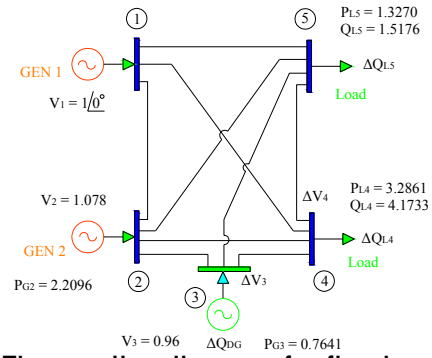 ①
⑤
PL5 = 1.3270
QL5 = 1.5176
GEN 1
ΔQL5
V1 = 1/0°
Load
V2 = 1.078
ΔV4
PL4 = 3.2861
QL4 = 4.1733
GEN 2
ΔQL4
②
ΔV3
④
Load
PG2 = 2.2096
③
V3 = 0.96
ΔQDG
PG3 = 0.7641